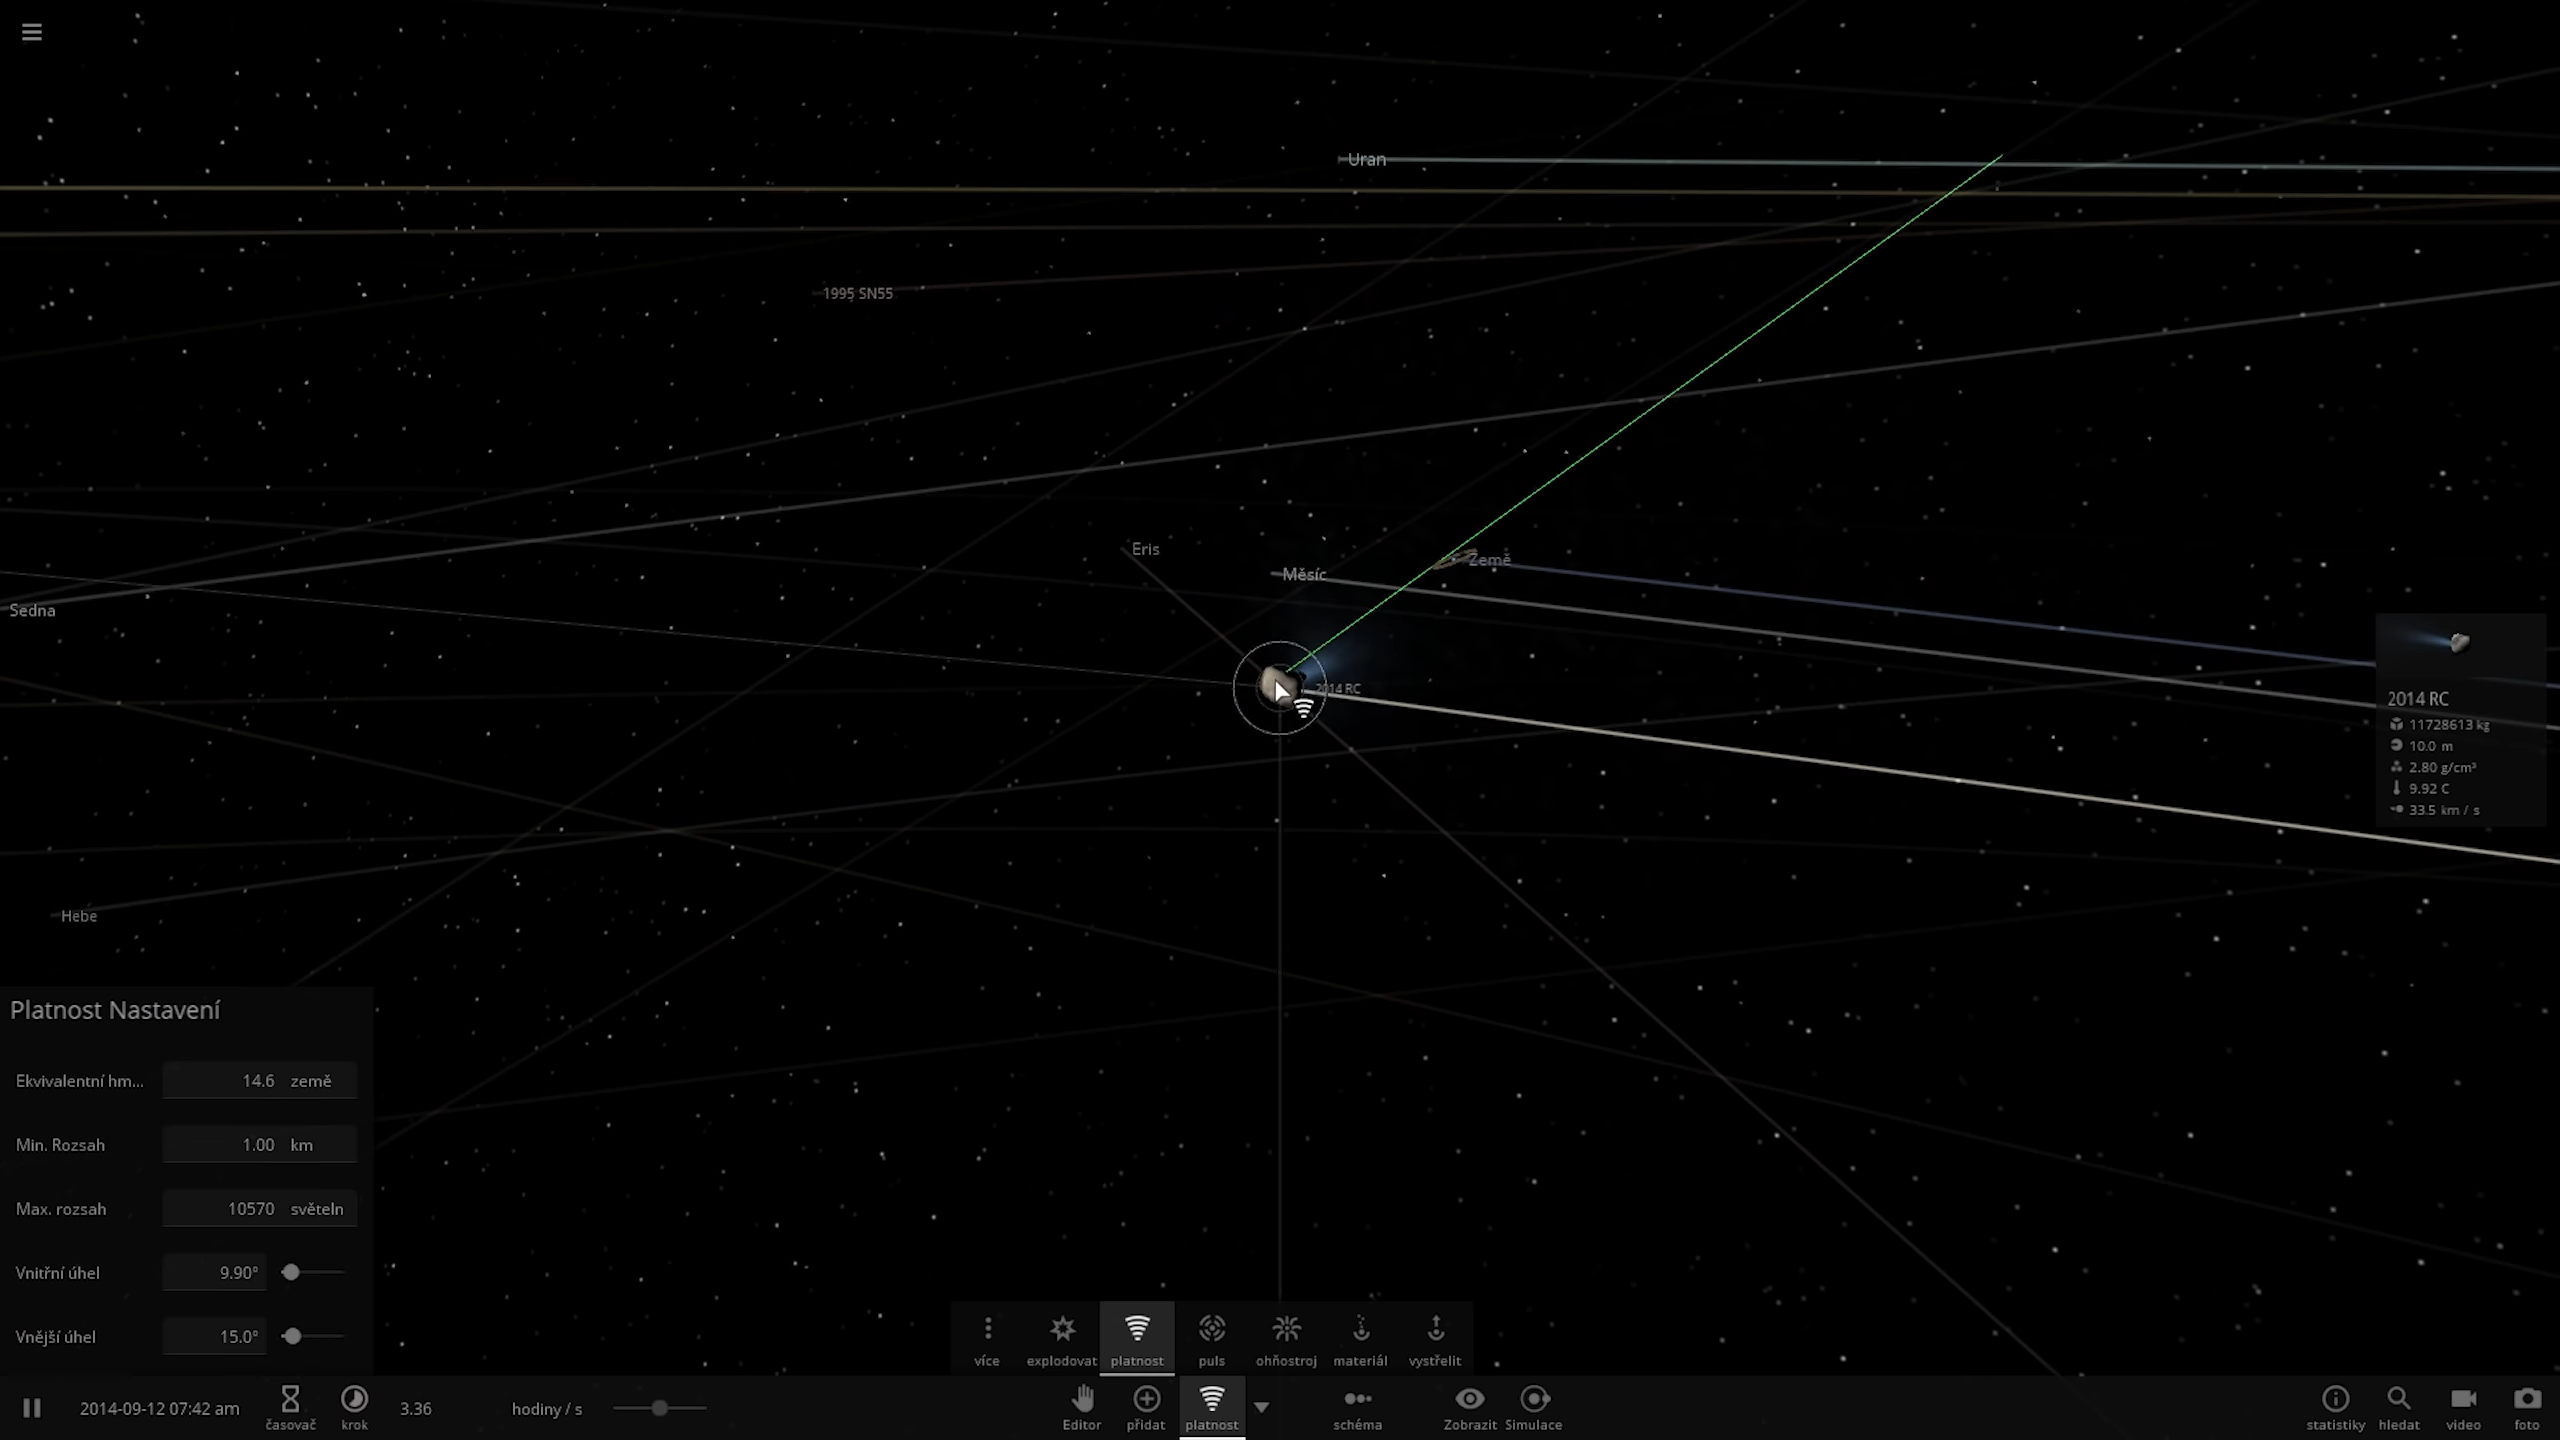 Uran
1995 SN55
Eris
Měsíc
Země
Sedna
2014 RC
Hebe
2014 RC
11728613 kg
10.0 m
2.80 g/cm³
9.92 C
33.5 km / s
Platnost Nastavení
Ekvivalentní hm... 14.6 země
Min. Rozsah 1.00 km
Max. rozsah 10570 světeln
Vnitřní úhel 9.90°
Vnější úhel 15.0°
více explodovat platnost puls ohňostroj materiál vystřelit
2014-09-12 07:42 am časovač krok 3.36 hodiny / s Editor přidat platnost schéma Zobrazit Simulace statistiky hledat video foto